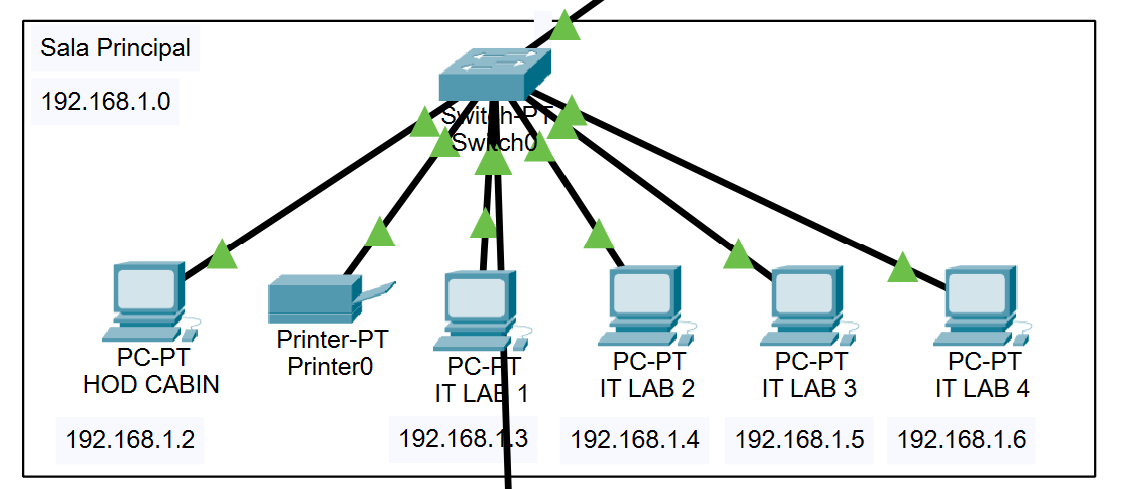 Sala Principal
192.168.1.0
Switch-PT
Switch0
PC-PT
HOD CABIN
192.168.1.2
Printer-PT
Printer0
PC-PT
IT LAB 1
192.168.1.3
PC-PT
IT LAB 2
192.168.1.4
PC-PT
IT LAB 3
192.168.1.5
PC-PT
IT LAB 4
192.168.1.6